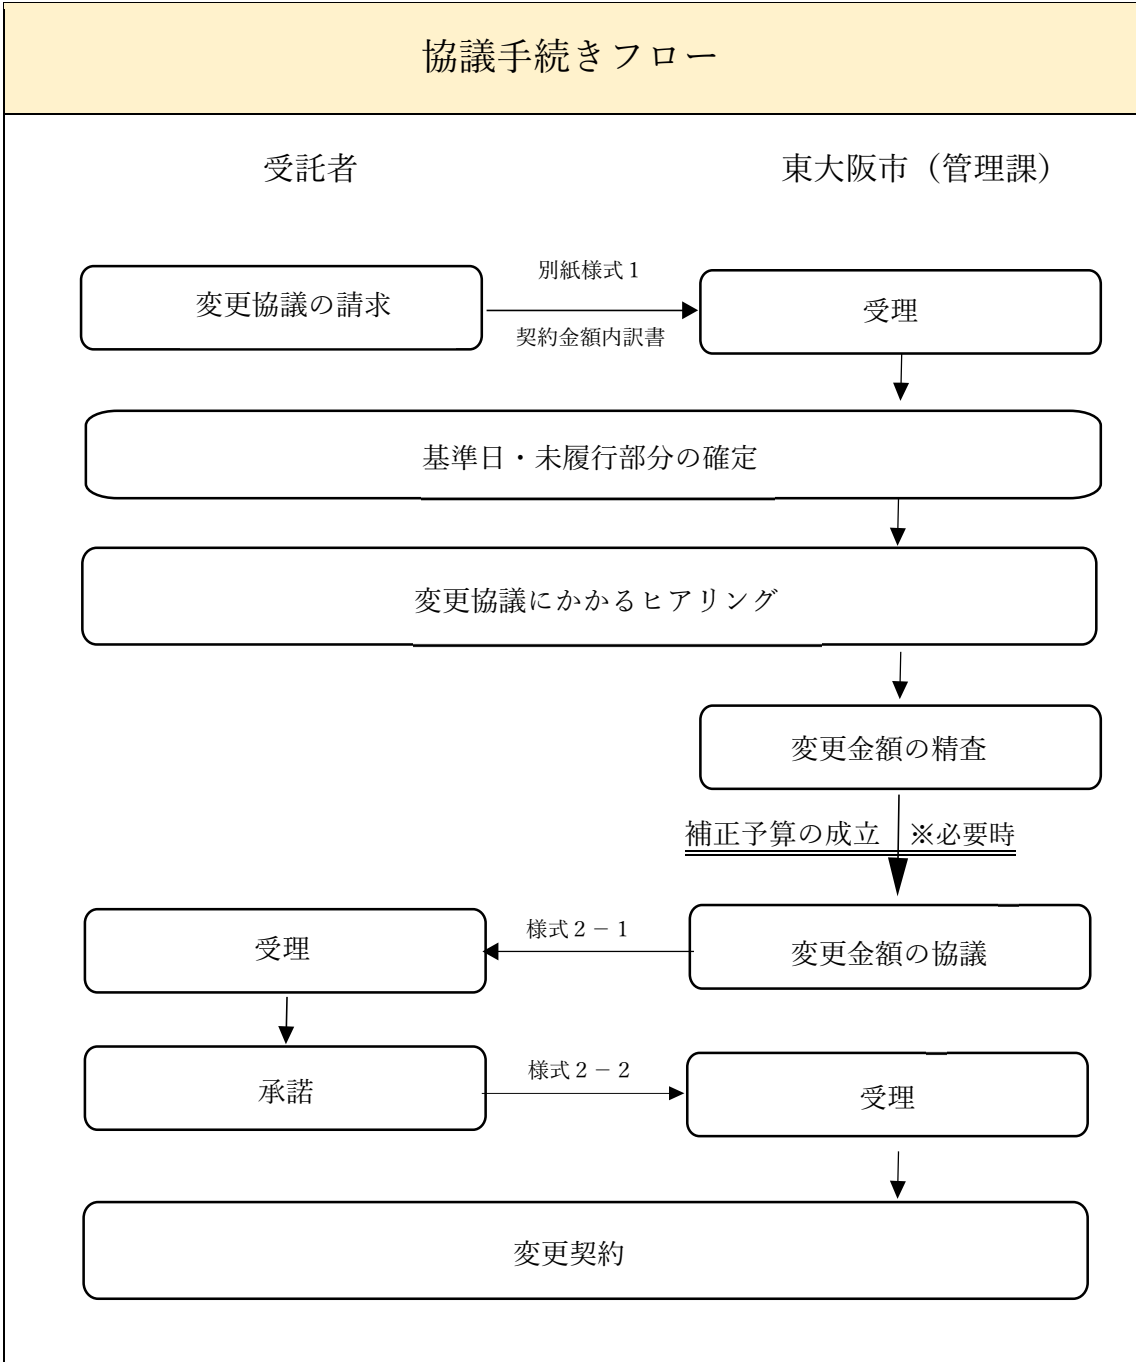 協議手続きフロー
受託者
東大阪市（管理課）
別紙様式１
変更協議の請求
受理
契約金額内訳書
基準日・未履行部分の確定
変更協議にかかるヒアリング
変更金額の精査
補正予算の成立　※必要時
様式２－１
受理
変更金額の協議
様式２－２
承諾
受理
変更契約